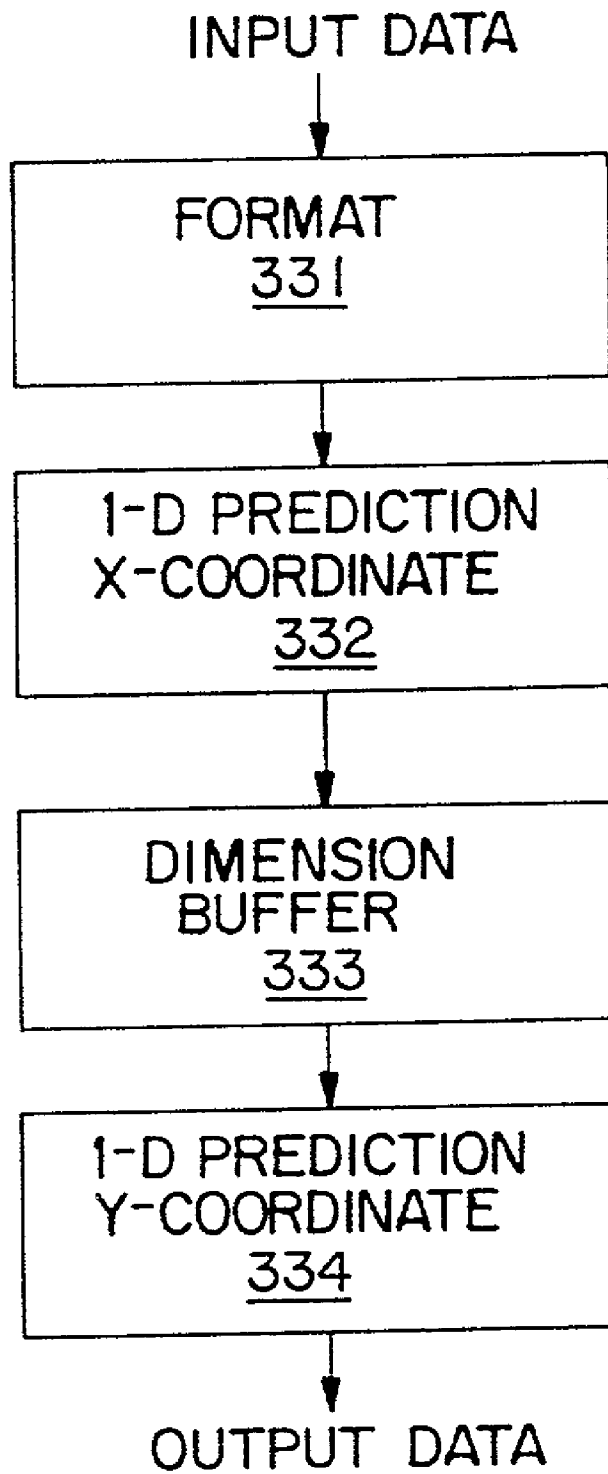 INPUT DATA
FORMAT
331
1-D PREDICTION
X-COORDINATE
332
DIMENSION
BUFFER
333
1-D PREDICTION
Y-COORDINATE
334
OUTPUT DATA